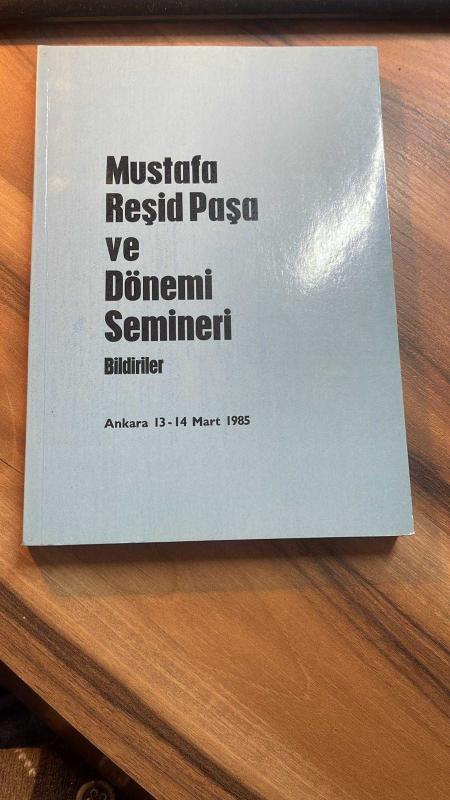 Mustafa
Reşid Paşa
ve
Dönemi
Semineri
Bildiriler
Ankara 13-14 Mart 1985